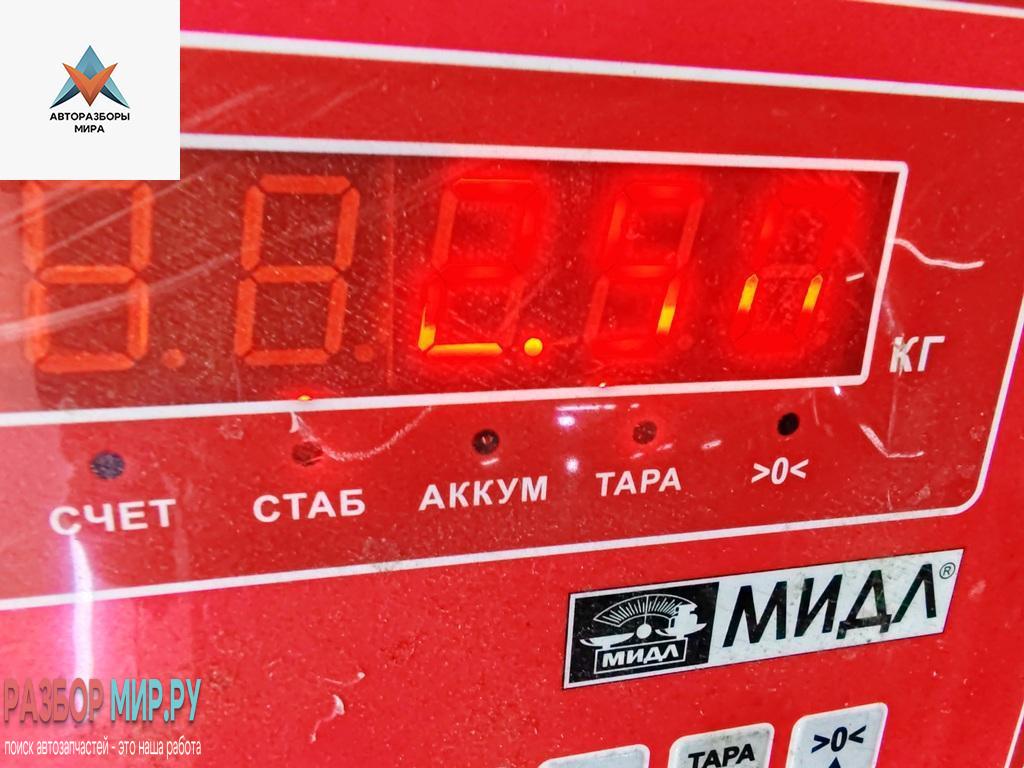 АВТОРАЗБОРЫ
МИРА
КГ
СЧЕТ СТАБ АККУМ ТАРА >0<
МИДЛ МИДЛ®
РАЗБОР МИР.РУ
поиск автозапчастей - это наша работа
ТАРА >0<